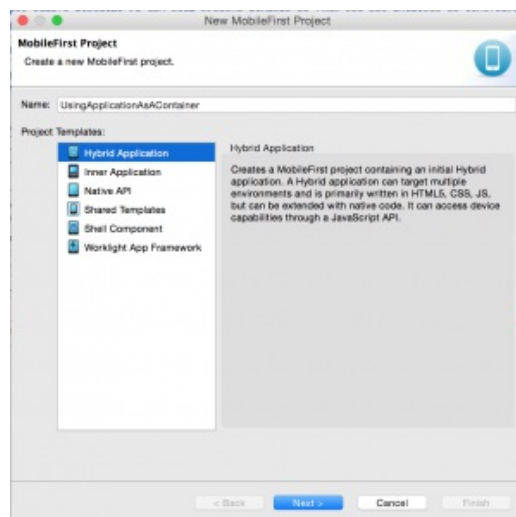 New MobileFirst Project
MobileFirst Project
Create a new MobileFirst project.
Name: UsingApplicationAsAContainer
Project Templates:
Hybrid Application
Inner Application
Native API
Shared Templates
Shell Component
Worklight App Framework
Hybrid Application
Creates a MobileFirst project containing an initial Hybrid
application. A Hybrid application can target multiple
environments and is primarily written in HTML5, CSS, JS,
but can be extended with native code. It can access device
capabilities through a JavaScript API.
< Back Next > Cancel Finish